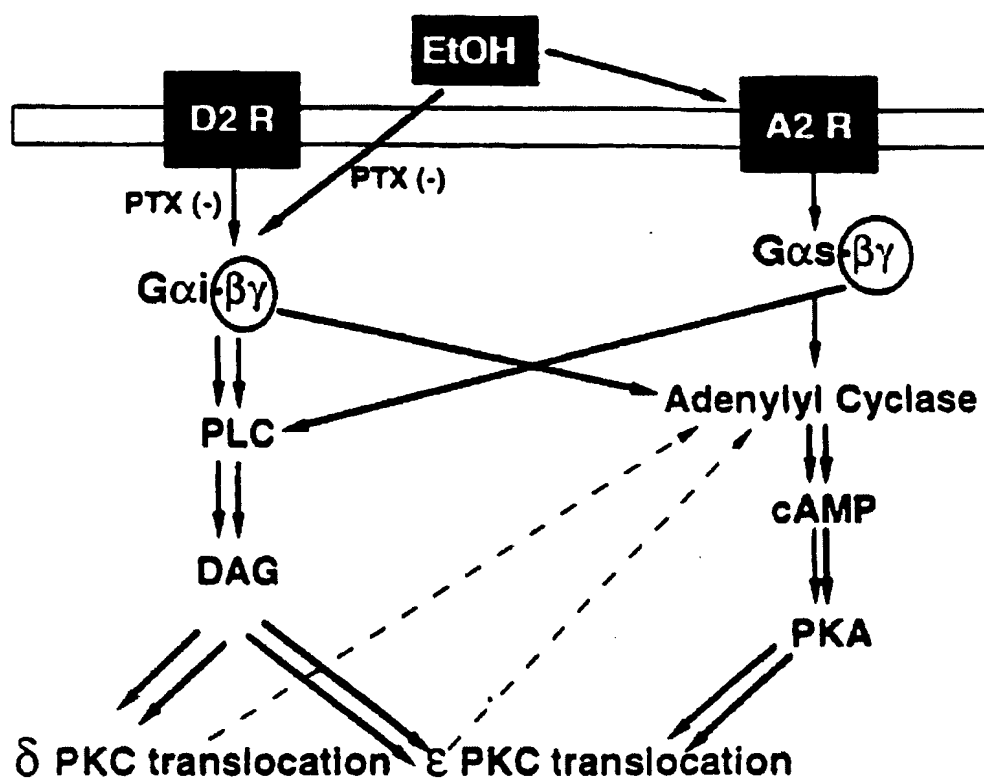 EtOH
D2 R
A2 R
PTX (-)
PTX (-)
Gαs-βγ
Gαi-βγ
Adenylyl Cyclase
PLC
cAMP
DAG
PKA
δ PKC translocation
ε PKC translocation